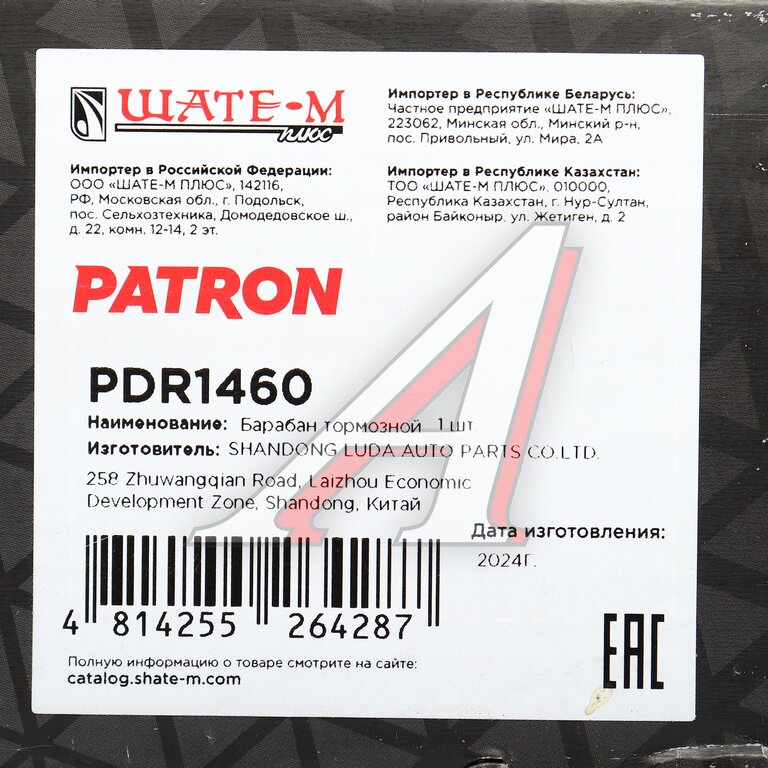 ШАТЕ-М
плюс
Импортер в Российской Федерации:
ООО «ШАТЕ-М ПЛЮС», 142116,
РФ, Московская обл., г. Подольск,
пос. Сельхозтехника, Домодедовское ш.,
д. 22, комн. 12-14, 2 эт.
Импортер в Республике Беларусь:
Частное предприятие «ШАТЕ-М ПЛЮС»,
223062, Минская обл., Минский р-н,
пос. Привольный, ул. Мира, 2А
Импортер в Республике Казахстан:
ТОО «ШАТЕ-М ПЛЮС», 010000,
Республика Казахстан, г. Нур-Султан,
район Байконыр, ул. Жетиген, д. 2
PATRON
PDR1460
Наименование: Барабан тормозной 1 шт.
Изготовитель: SHANDONG LUDA AUTO PARTS CO.LTD.
258 Zhuwangqian Road, Laizhou Economic
Development Zone, Shandong, Китай
Дата изготовления:
2024г.
4 814255 264287
Полную информацию о товаре смотрите на сайте:
catalog.shate-m.com
EAC